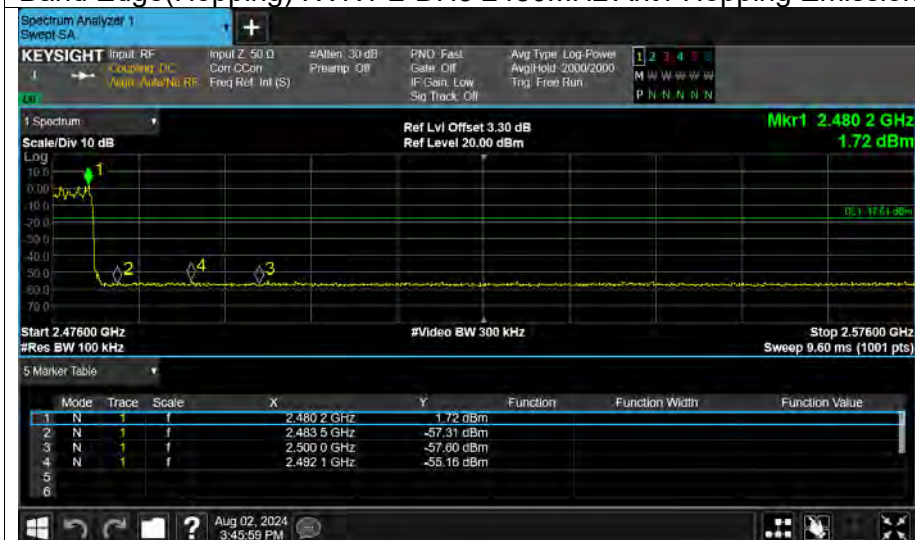 Spectrum Analyzer 1
Swept SA
+
KEYSIGHT Input: RF Input Z: 50 Ω #Atten: 30 dB PNO: Fast Avg Type: Log-Power 1 2 3 4 5 6
Coupling: DC Corr CCorr Preamp: Off Gate: Off Avg|Hold: 2000/2000 M W W W W W
Align: Auto/No RF Freq Ref: Int (S) IF Gain: Low Trig: Free Run P N N N N N
Sig Track: Off
1 Spectrum Ref Lvl Offset 3.30 dB Mkr1 2.480 2 GHz
Scale/Div 10 dB Ref Level 20.00 dBm 1.72 dBm
Log
10.0
0.00
-10.0
-20.0
-30.0
-40.0
-50.0
-60.0
-70.0
1
2
4
3
DL1 -17.61 dBm
Start 2.47600 GHz #Video BW 300 kHz Stop 2.57600 GHz
#Res BW 100 kHz Sweep 9.60 ms (1001 pts)
5 Marker Table
Mode Trace Scale X Y Function Function Width Function Value
1 N 1 f 2.480 2 GHz 1.72 dBm
2 N 1 f 2.483 5 GHz -57.31 dBm
3 N 1 f 2.500 0 GHz -57.60 dBm
4 N 1 f 2.492 1 GHz -55.16 dBm
5
6
?
Aug 02, 2024
3:45:59 PM